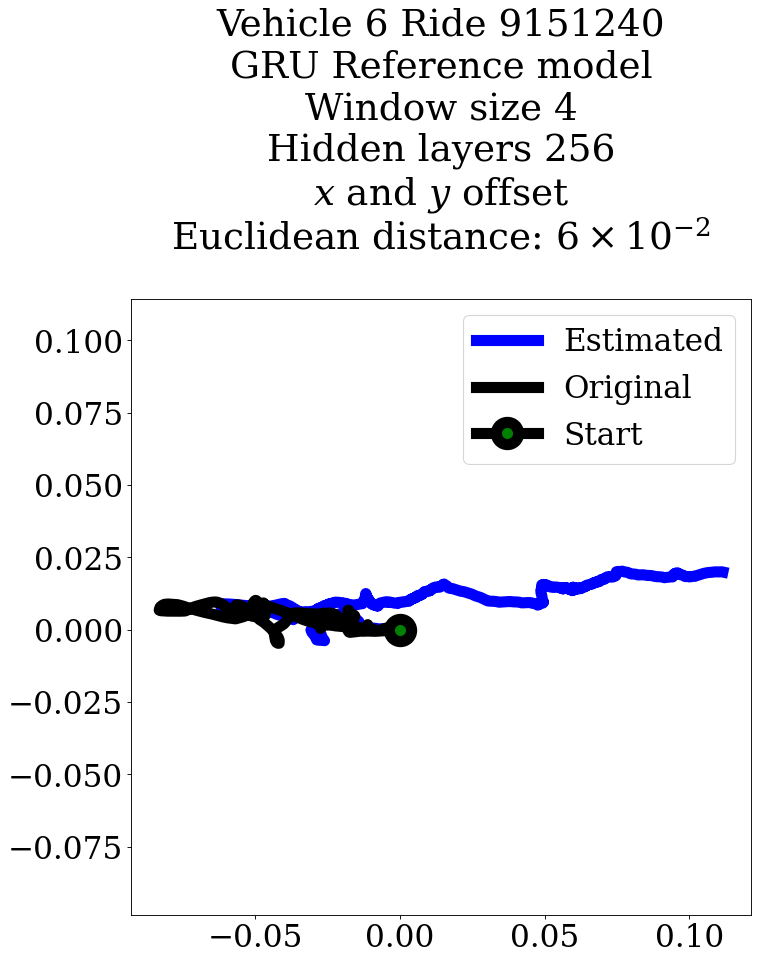 Vehicle 6 Ride 9151240
GRU Reference model
Window size 4
Hidden layers 256
x and y offset
Euclidean distance: 6 × 10⁻²
Estimated
Original
Start
0.100
0.075
0.050
0.025
0.000
−0.025
−0.050
−0.075
−0.05 0.00 0.05 0.10